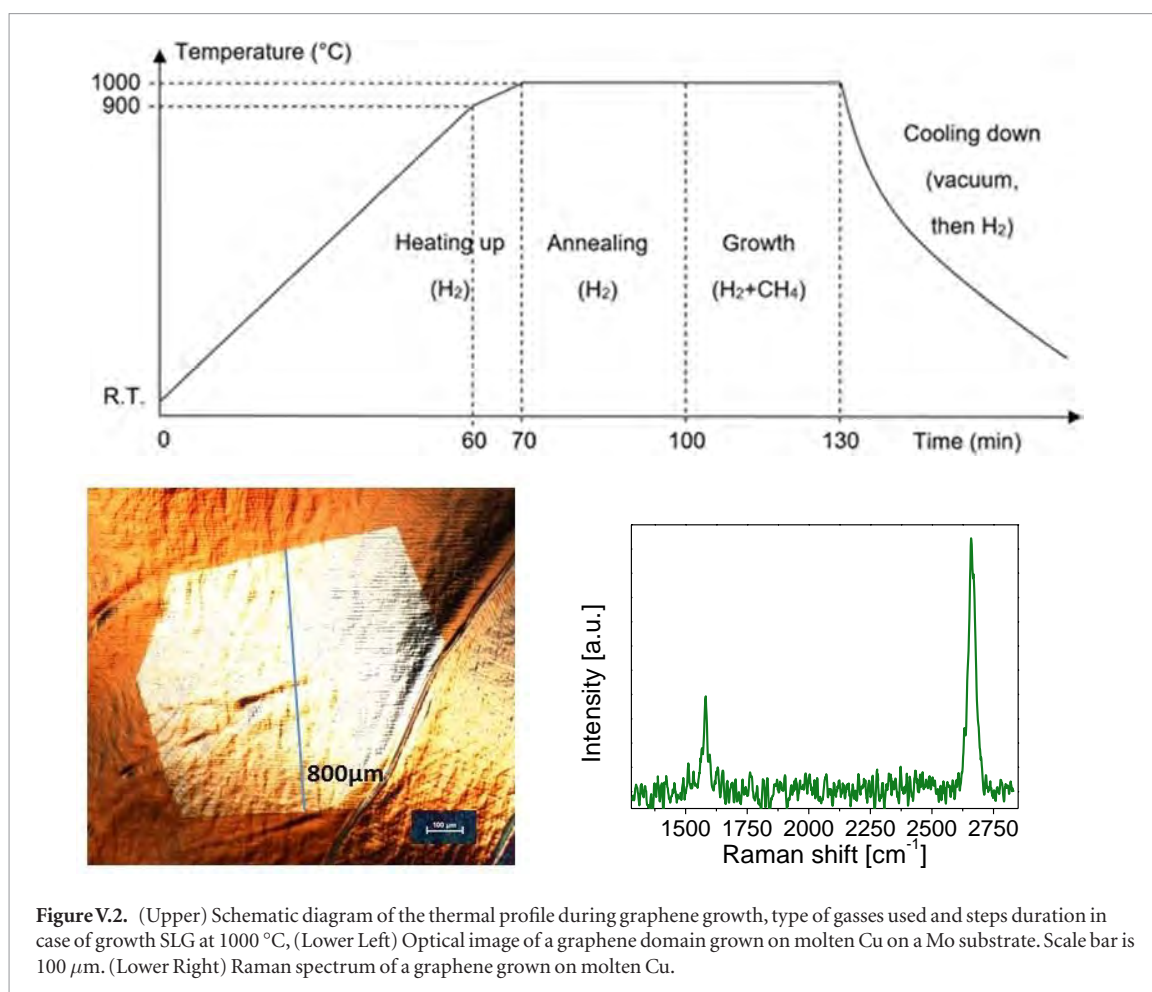 Temperature (°C)
1000
900
Cooling down
(vacuum,
then H₂)
Heating up
Annealing
Growth
(H₂)
(H₂)
(H₂+CH₄)
R.T.
0
60
70
100
130
Time (min)
800μm
100 μm
Intensity [a.u.]
1500 1750 2000 2250 2500 2750
Raman shift [cm⁻¹]
Figure V.2. (Upper) Schematic diagram of the thermal profile during graphene growth, type of gasses used and steps duration in
case of growth SLG at 1000 °C, (Lower Left) Optical image of a graphene domain grown on molten Cu on a Mo substrate. Scale bar is
100 μm. (Lower Right) Raman spectrum of a graphene grown on molten Cu.